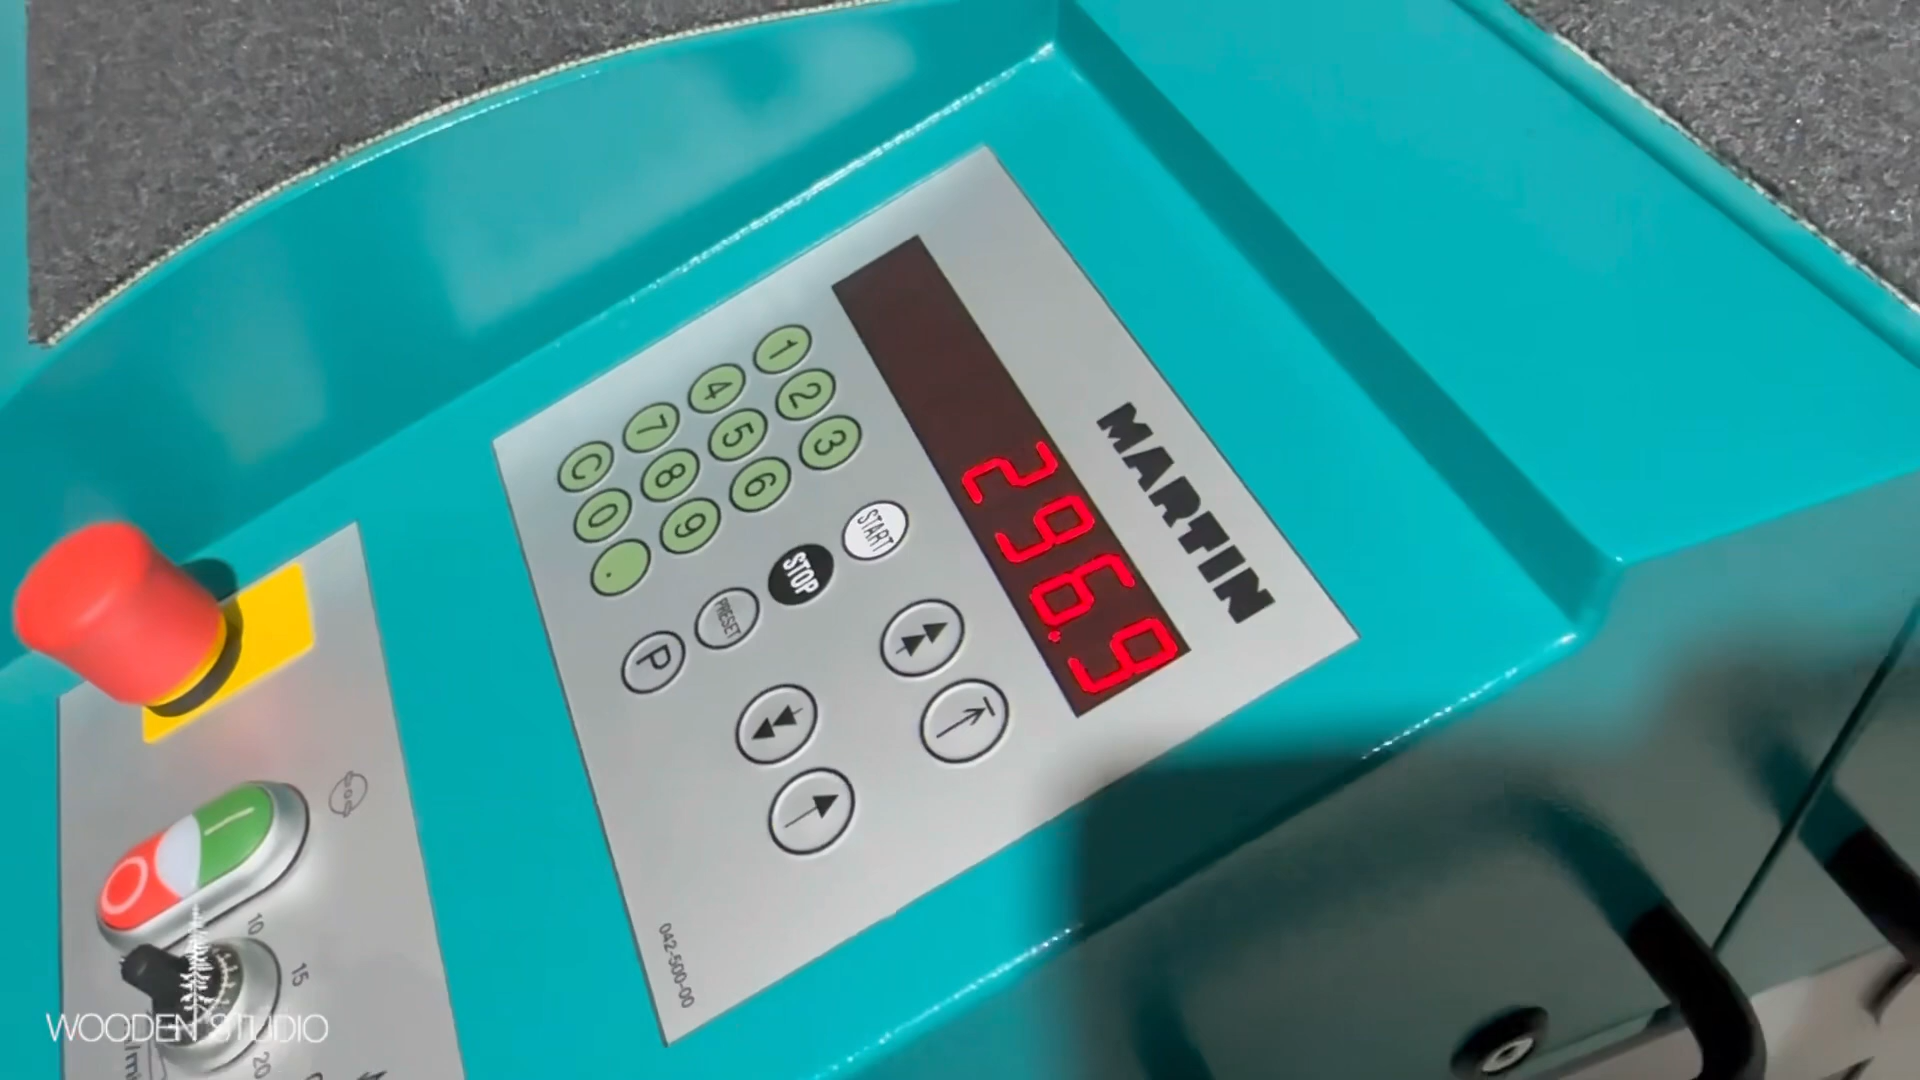 MARTIN
296.9
1 2 3
4 5 6
7 8 9
C 0 .
START
STOP
PRESET
P
042-500-00
10
15
20
WOODEN STUDIO